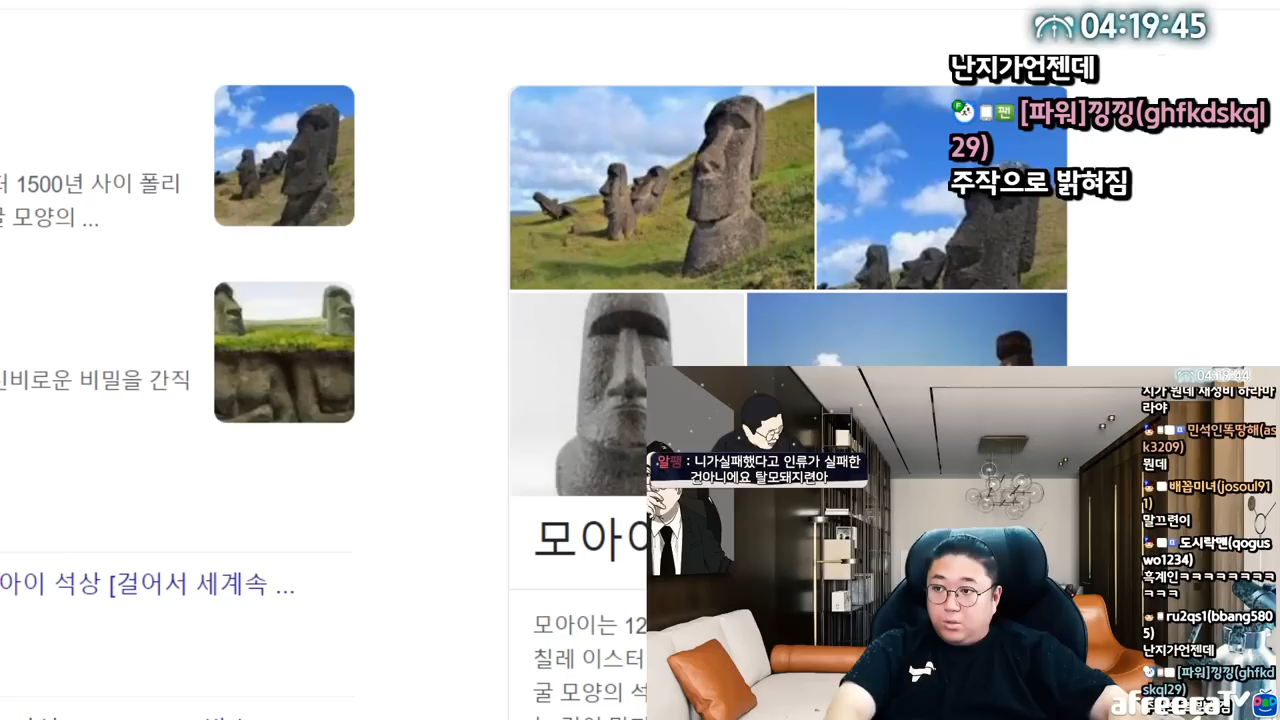 04:19:45
난지가언젠데
[파워]낑낑(ghfkdskql
29)
주작으로 밝혀짐
1500년 사이 폴리
모양의 ...
비로운 비밀을 간직
아이 석상 [걸어서 세계속 ...
모아이
모아이는 12
칠레 이스터
굴 모양의 석
04:19:44
라야
민석인똑땅해(as
k3209)
뭔데
배꼽미녀(josoul91
1)
말끄련이
도시락맨(qogus
wo1234)
흑계인ㅋㅋㅋㅋㅋㅋㅋㅋ
ㅋㅋㅋ
ru2qs1(bbang580
5)
난지가언젠데
[파워]낑낑(ghfkd
skql29)
알팽 : 니가실패했다고 인류가 실패한
건아니에요 탈모돼지련아
afreecaTV